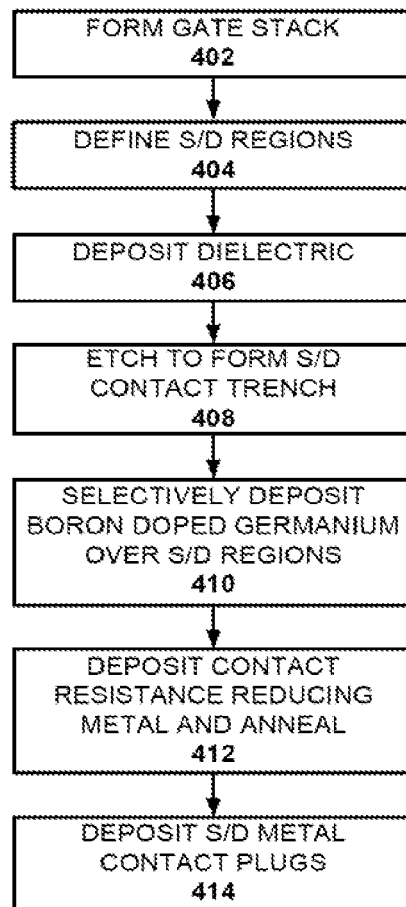 FORM GATE STACK
402
DEFINE S/D REGIONS
404
DEPOSIT DIELECTRIC
406
ETCH TO FORM S/D
CONTACT TRENCH
408
SELECTIVELY DEPOSIT
BORON DOPED GERMANIUM
OVER S/D REGIONS
410
DEPOSIT CONTACT
RESISTANCE REDUCING
METAL AND ANNEAL
412
DEPOSIT S/D METAL
CONTACT PLUGS
414